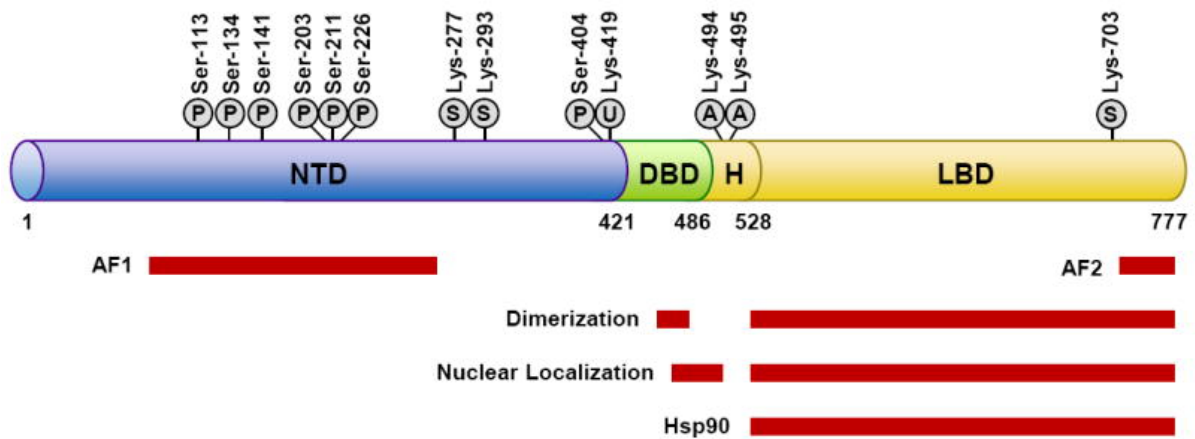 Ser-113
Ser-134
Ser-141
Ser-203
Ser-211
Ser-226
Lys-277
Lys-293
Ser-404
Lys-419
Lys-494
Lys-495
Lys-703
P P P P P P S S P U A A S
NTD DBD H LBD
1 421 486 528 777
AF1 AF2
Dimerization
Nuclear Localization
Hsp90